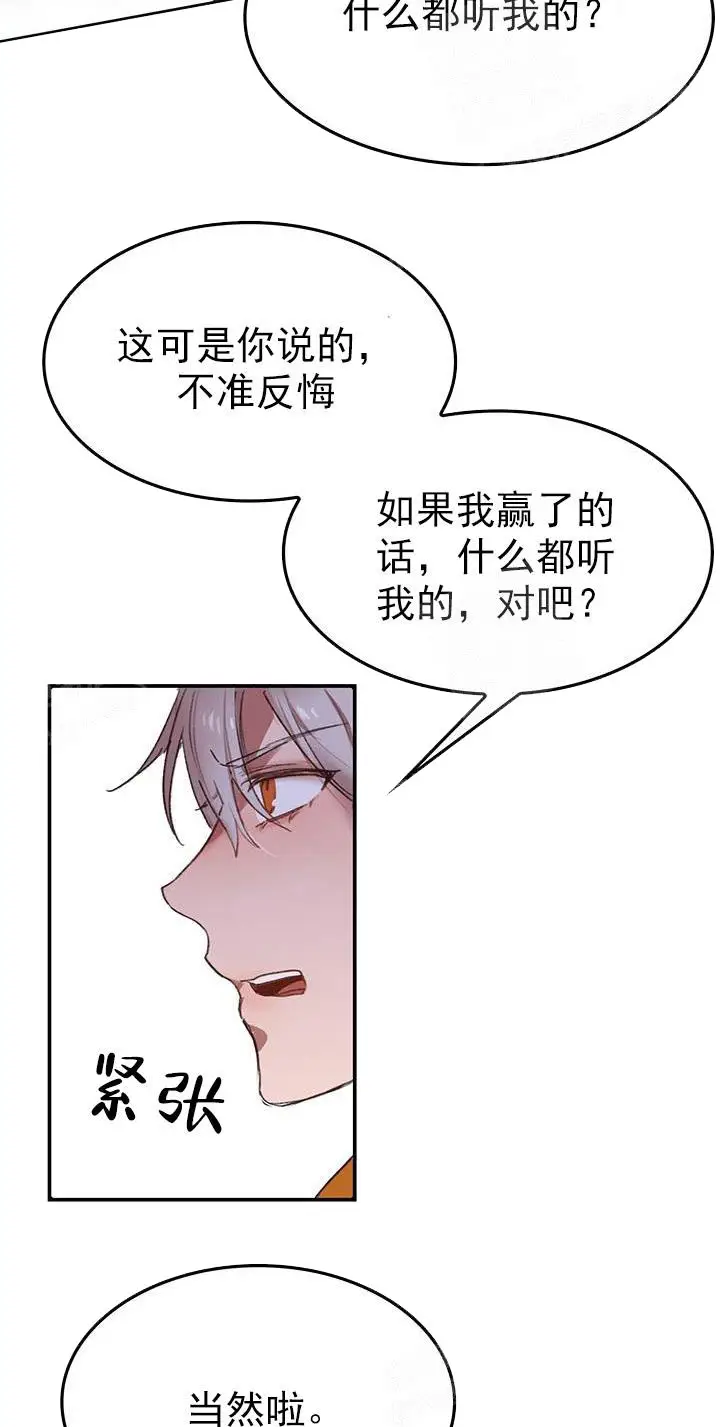 什么都听我的？
这可是你说的，
不准反悔
如果我赢了的
话，什么都听
我的，对吧？
紧张
当然啦。